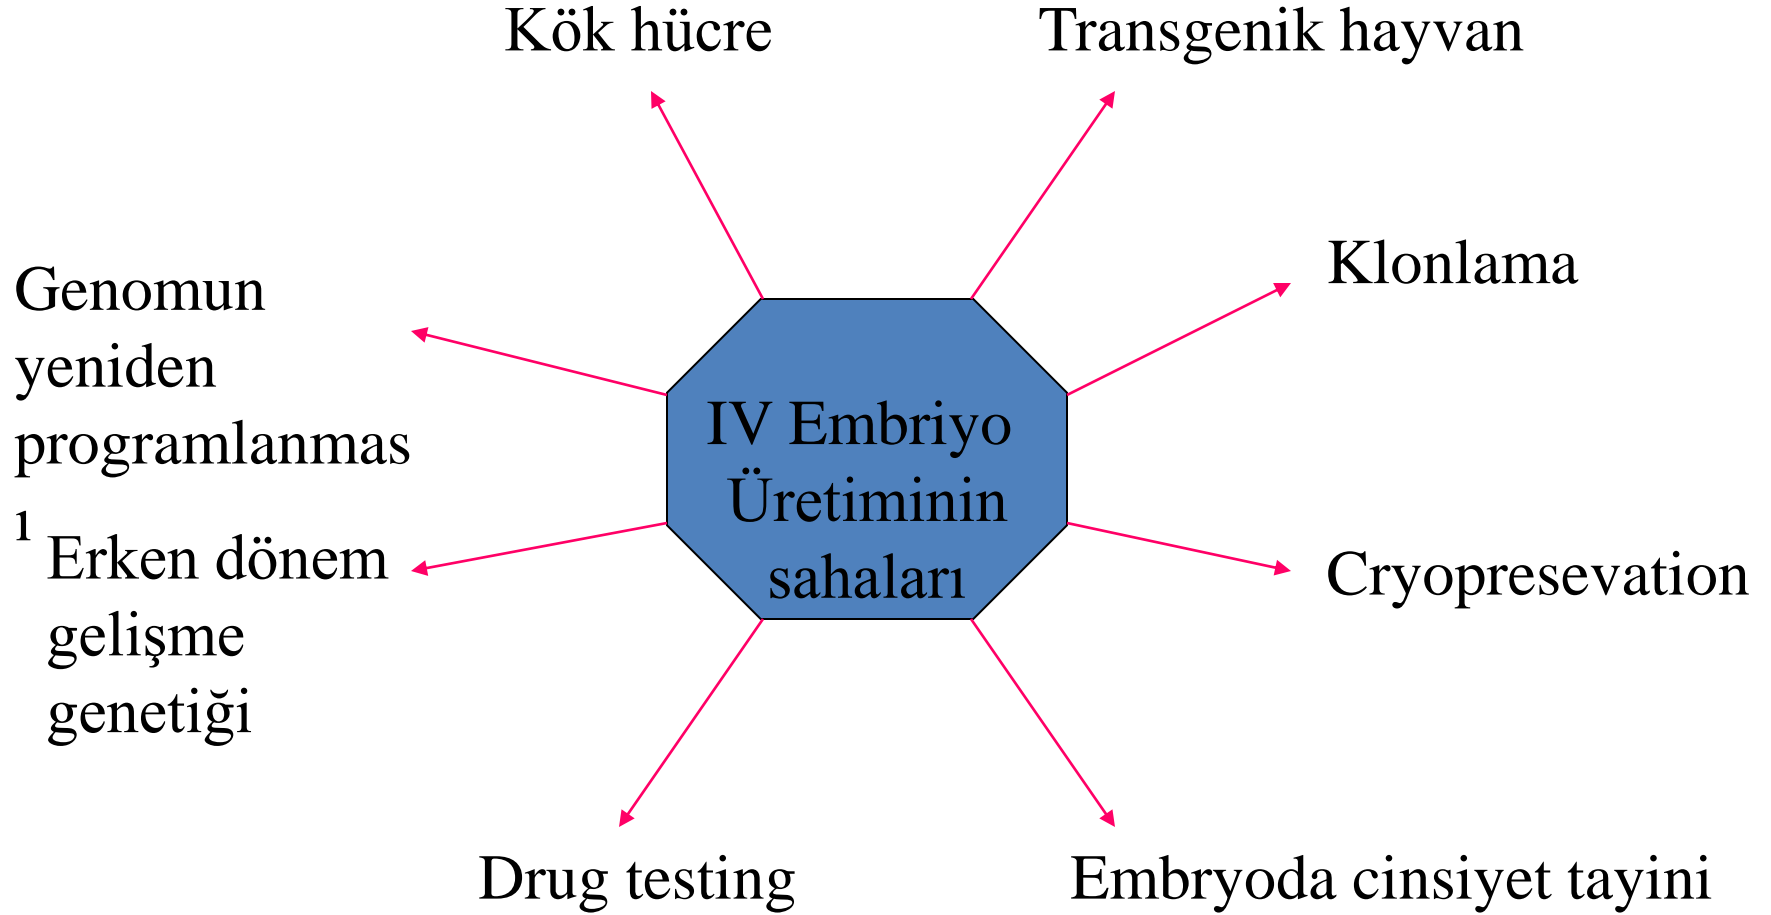 Kök hücre
Transgenik hayvan
Klonlama
Genomun
yeniden
programlanmas
ı
IV Embriyo
Üretiminin
sahaları
Erken dönem
gelişme
genetiği
Cryopresevation
Drug testing
Embryoda cinsiyet tayini